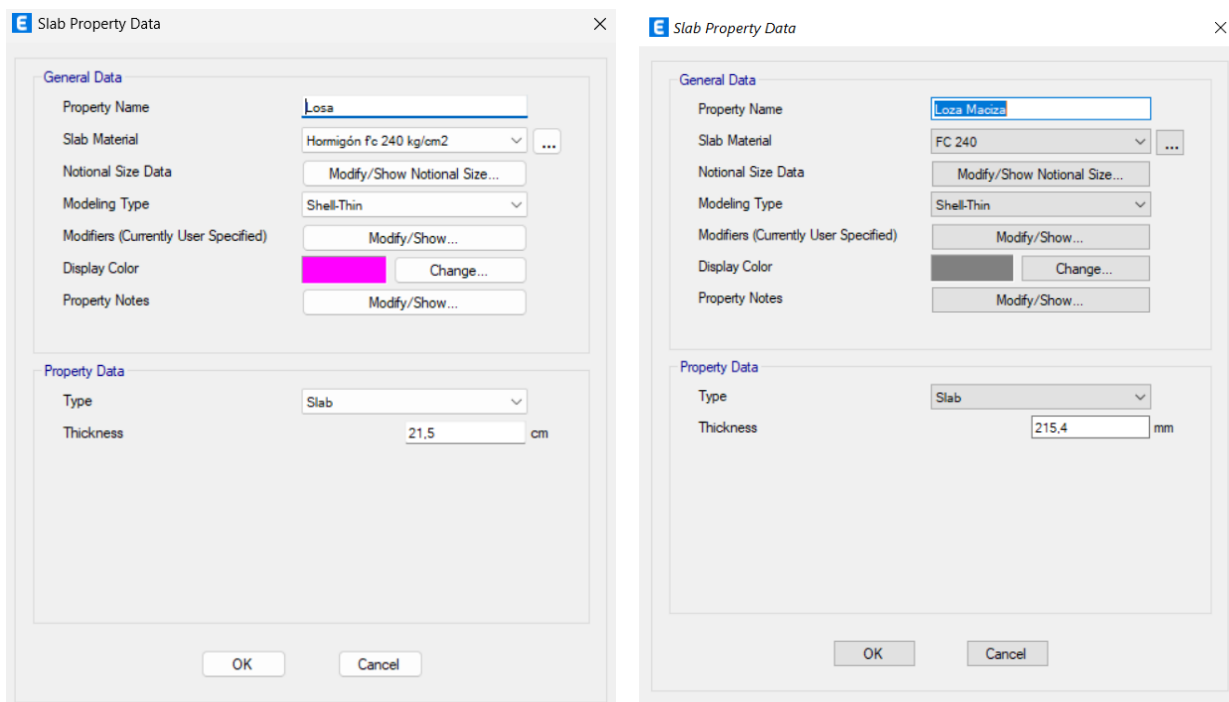 E Slab Property Data
General Data
Property Name Losa
Slab Material Hormigón f'c 240 kg/cm2 ...
Notional Size Data Modify/Show Notional Size...
Modeling Type Shell-Thin
Modifiers (Currently User Specified) Modify/Show...
Display Color Change...
Property Notes Modify/Show...
Property Data
Type Slab
Thickness 21,5 cm
OK Cancel
E Slab Property Data
General Data
Property Name Loza Maciza
Slab Material FC 240 ...
Notional Size Data Modify/Show Notional Size...
Modeling Type Shell-Thin
Modifiers (Currently User Specified) Modify/Show...
Display Color Change...
Property Notes Modify/Show...
Property Data
Type Slab
Thickness 215,4 mm
OK Cancel